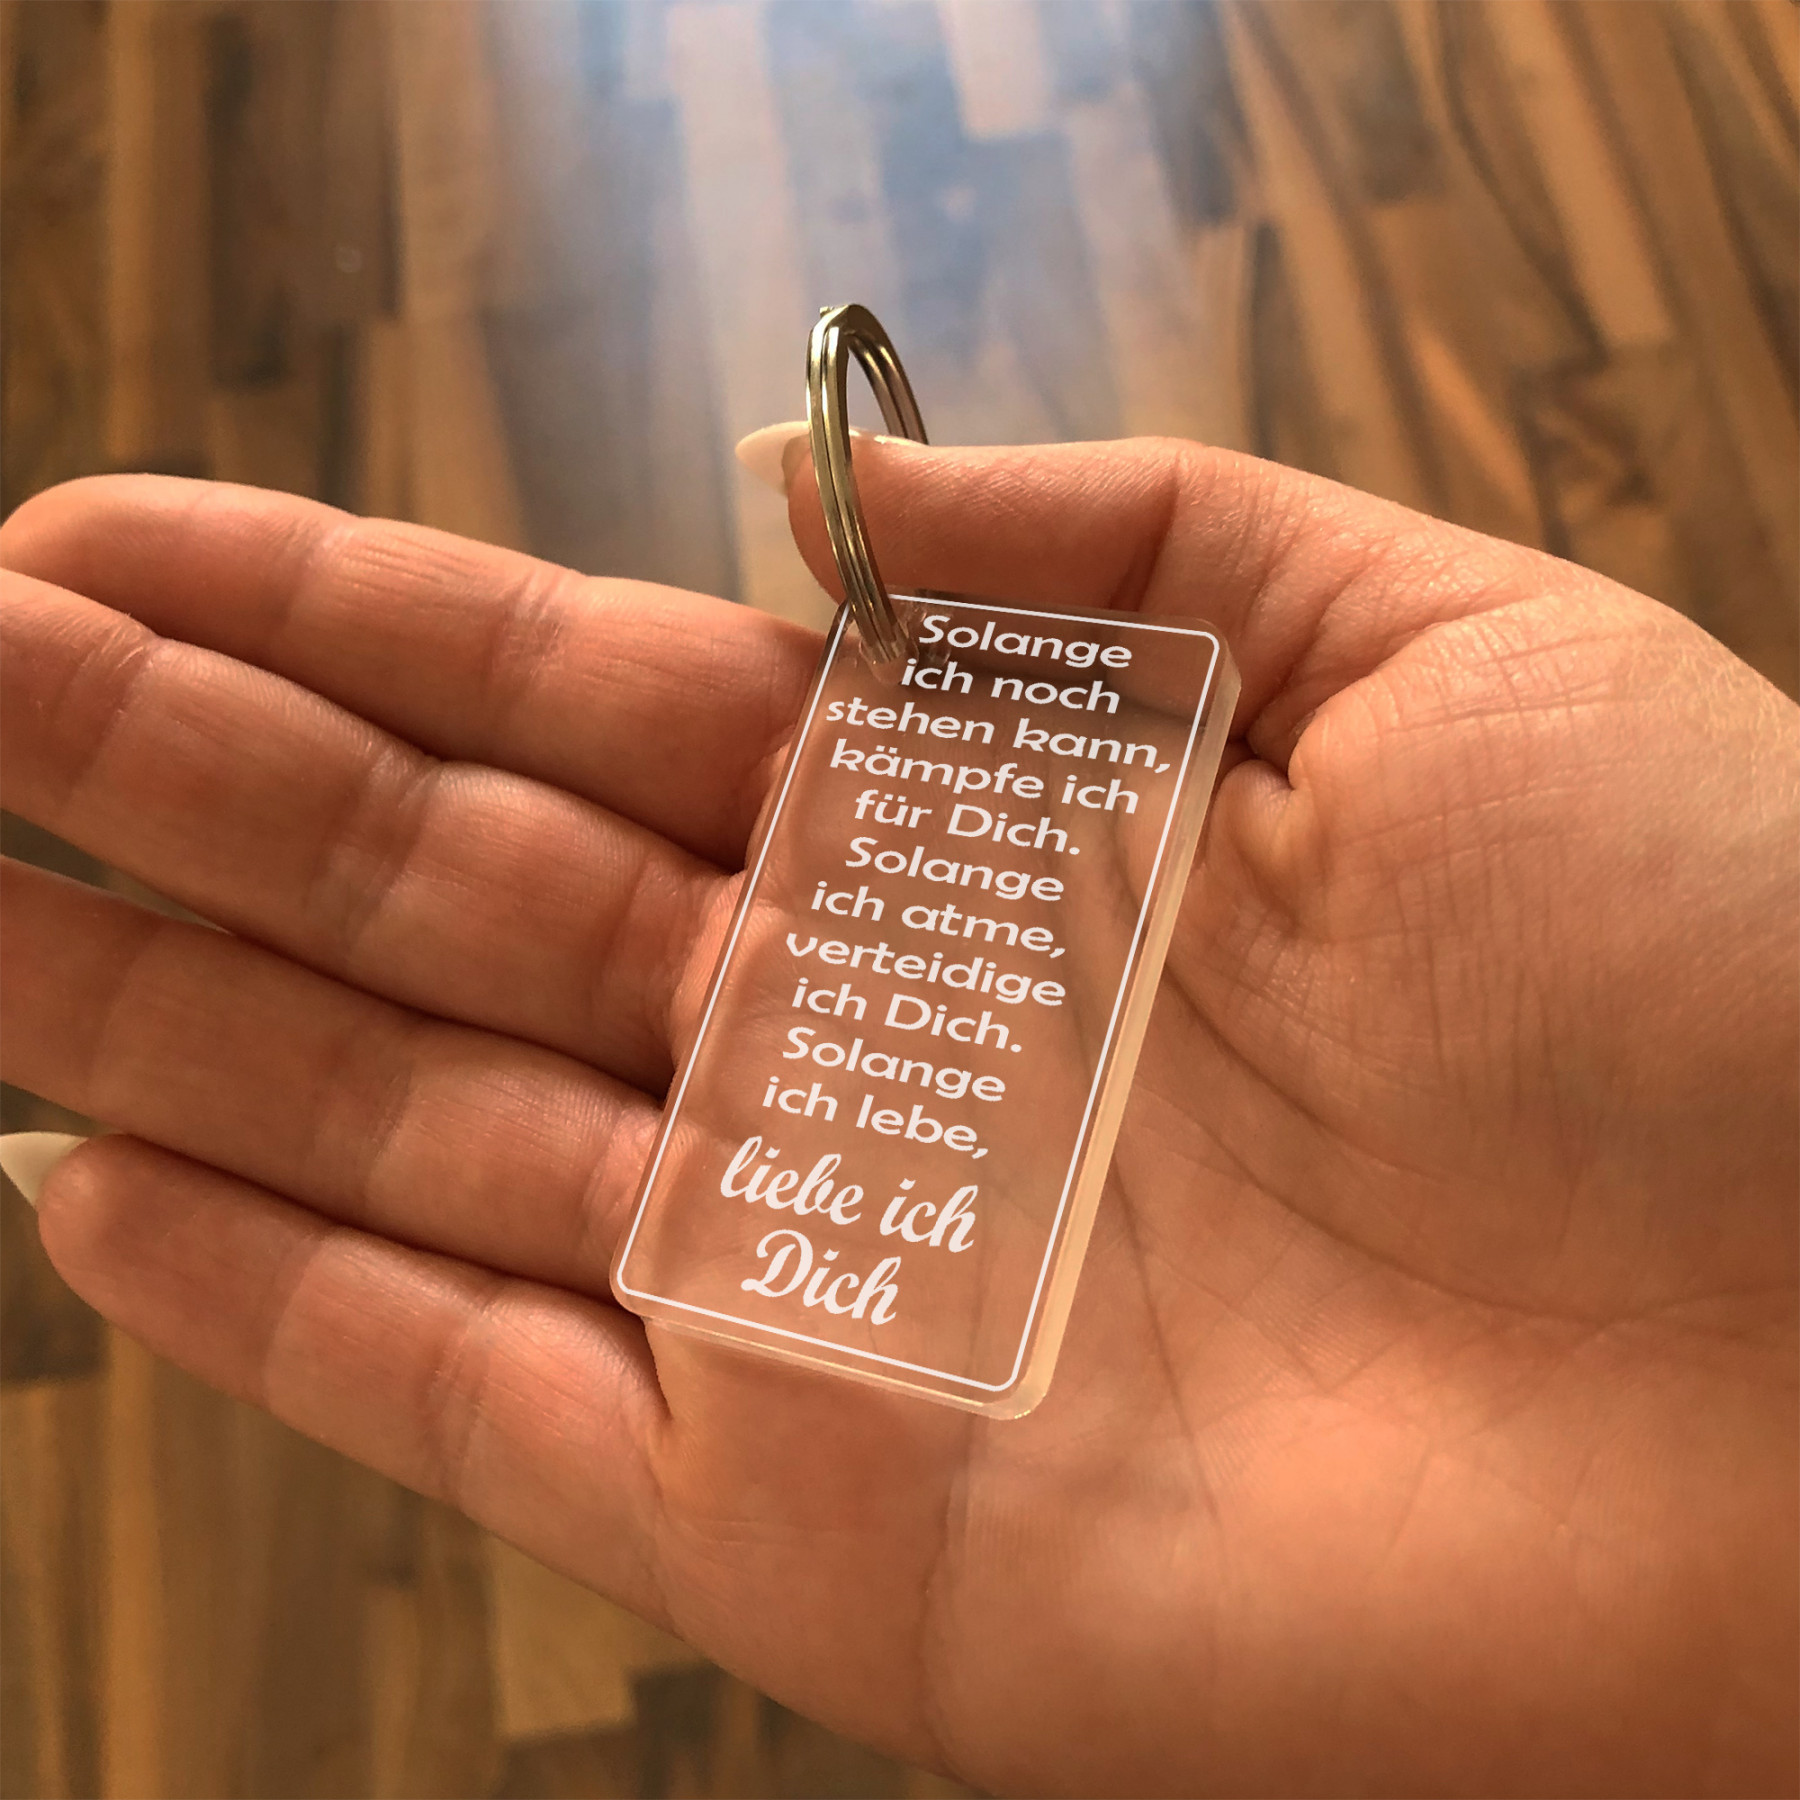 Solange
ich noch
stehen kann,
kämpfe ich
für Dich.
Solange
ich atme,
verteidige
ich Dich.
Solange
ich lebe,
liebe ich
Dich